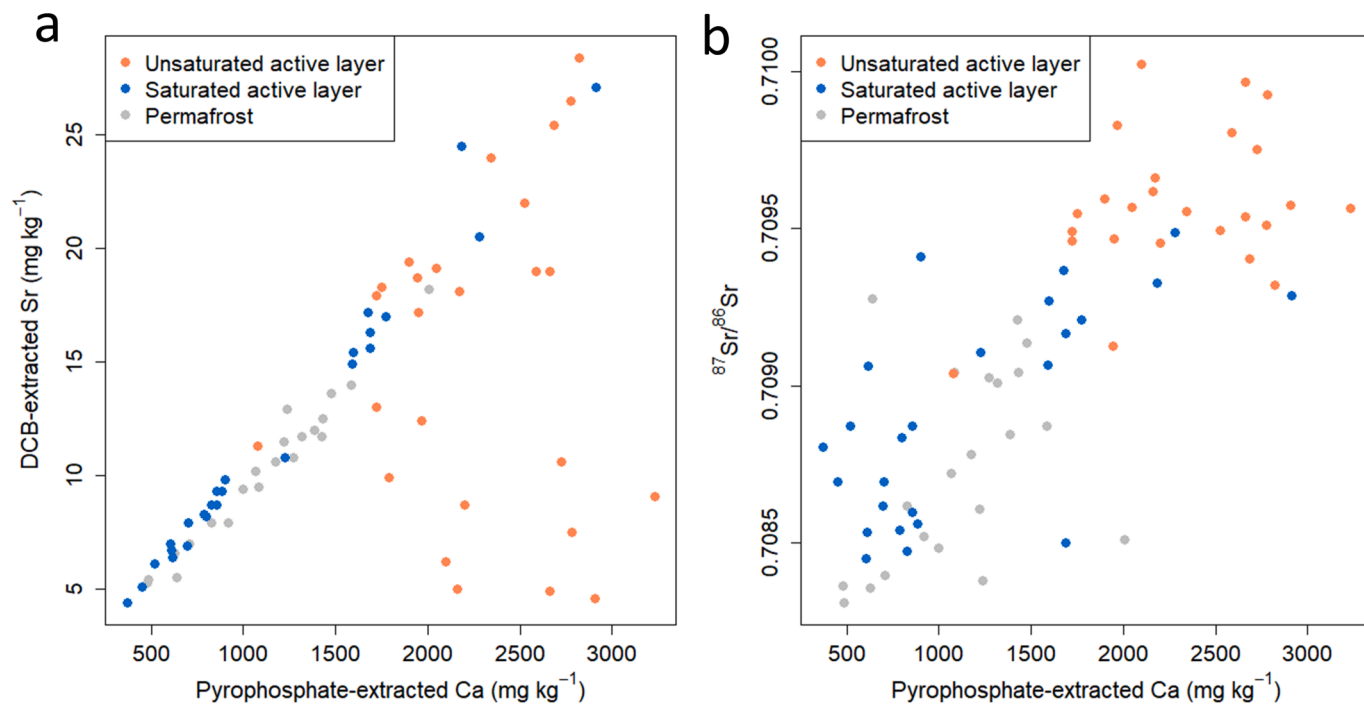 a
Unsaturated active layer
Saturated active layer
Permafrost
DCB-extracted Sr (mg kg⁻¹)
25
20
15
10
5
500 1000 1500 2000 2500 3000
Pyrophosphate-extracted Ca (mg kg⁻¹)
b
Unsaturated active layer
Saturated active layer
Permafrost
⁸⁷Sr/⁸⁶Sr
0.7100
0.7095
0.7090
0.7085
500 1000 1500 2000 2500 3000
Pyrophosphate-extracted Ca (mg kg⁻¹)